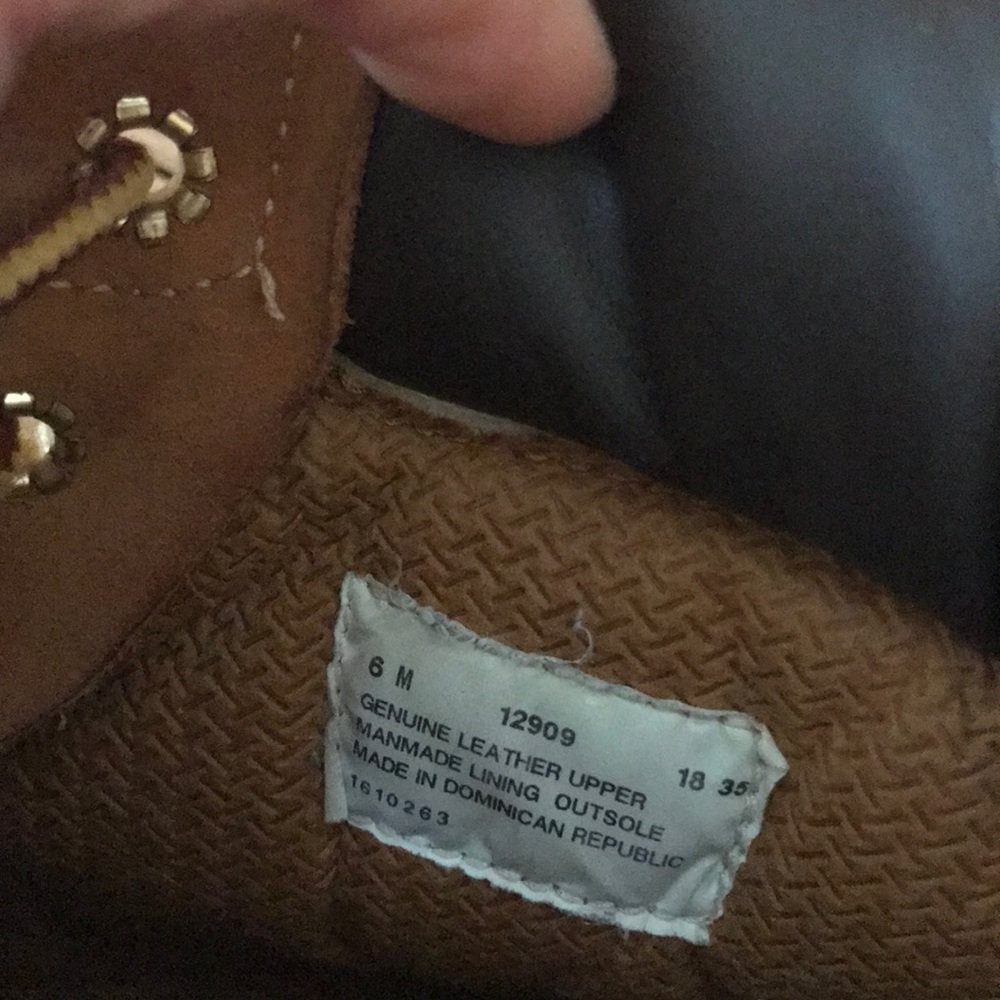 6 M 12909 18 35
GENUINE LEATHER UPPER
MANMADE LINING OUTSOLE
MADE IN DOMINICAN REPUBLIC
1610263